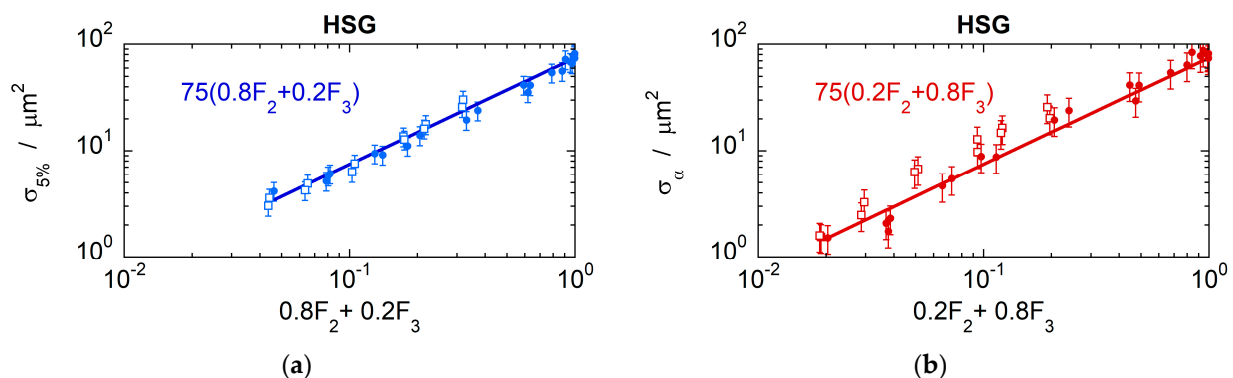 HSG
10²
10¹
10⁰
σ5% / μm²
75(0.8F₂+0.2F₃)
10⁻² 10⁻¹ 10⁰
0.8F₂+ 0.2F₃
(a)
HSG
10²
10¹
10⁰
σα / μm²
75(0.2F₂+0.8F₃)
10⁻² 10⁻¹ 10⁰
0.2F₂ + 0.8F₃
(b)